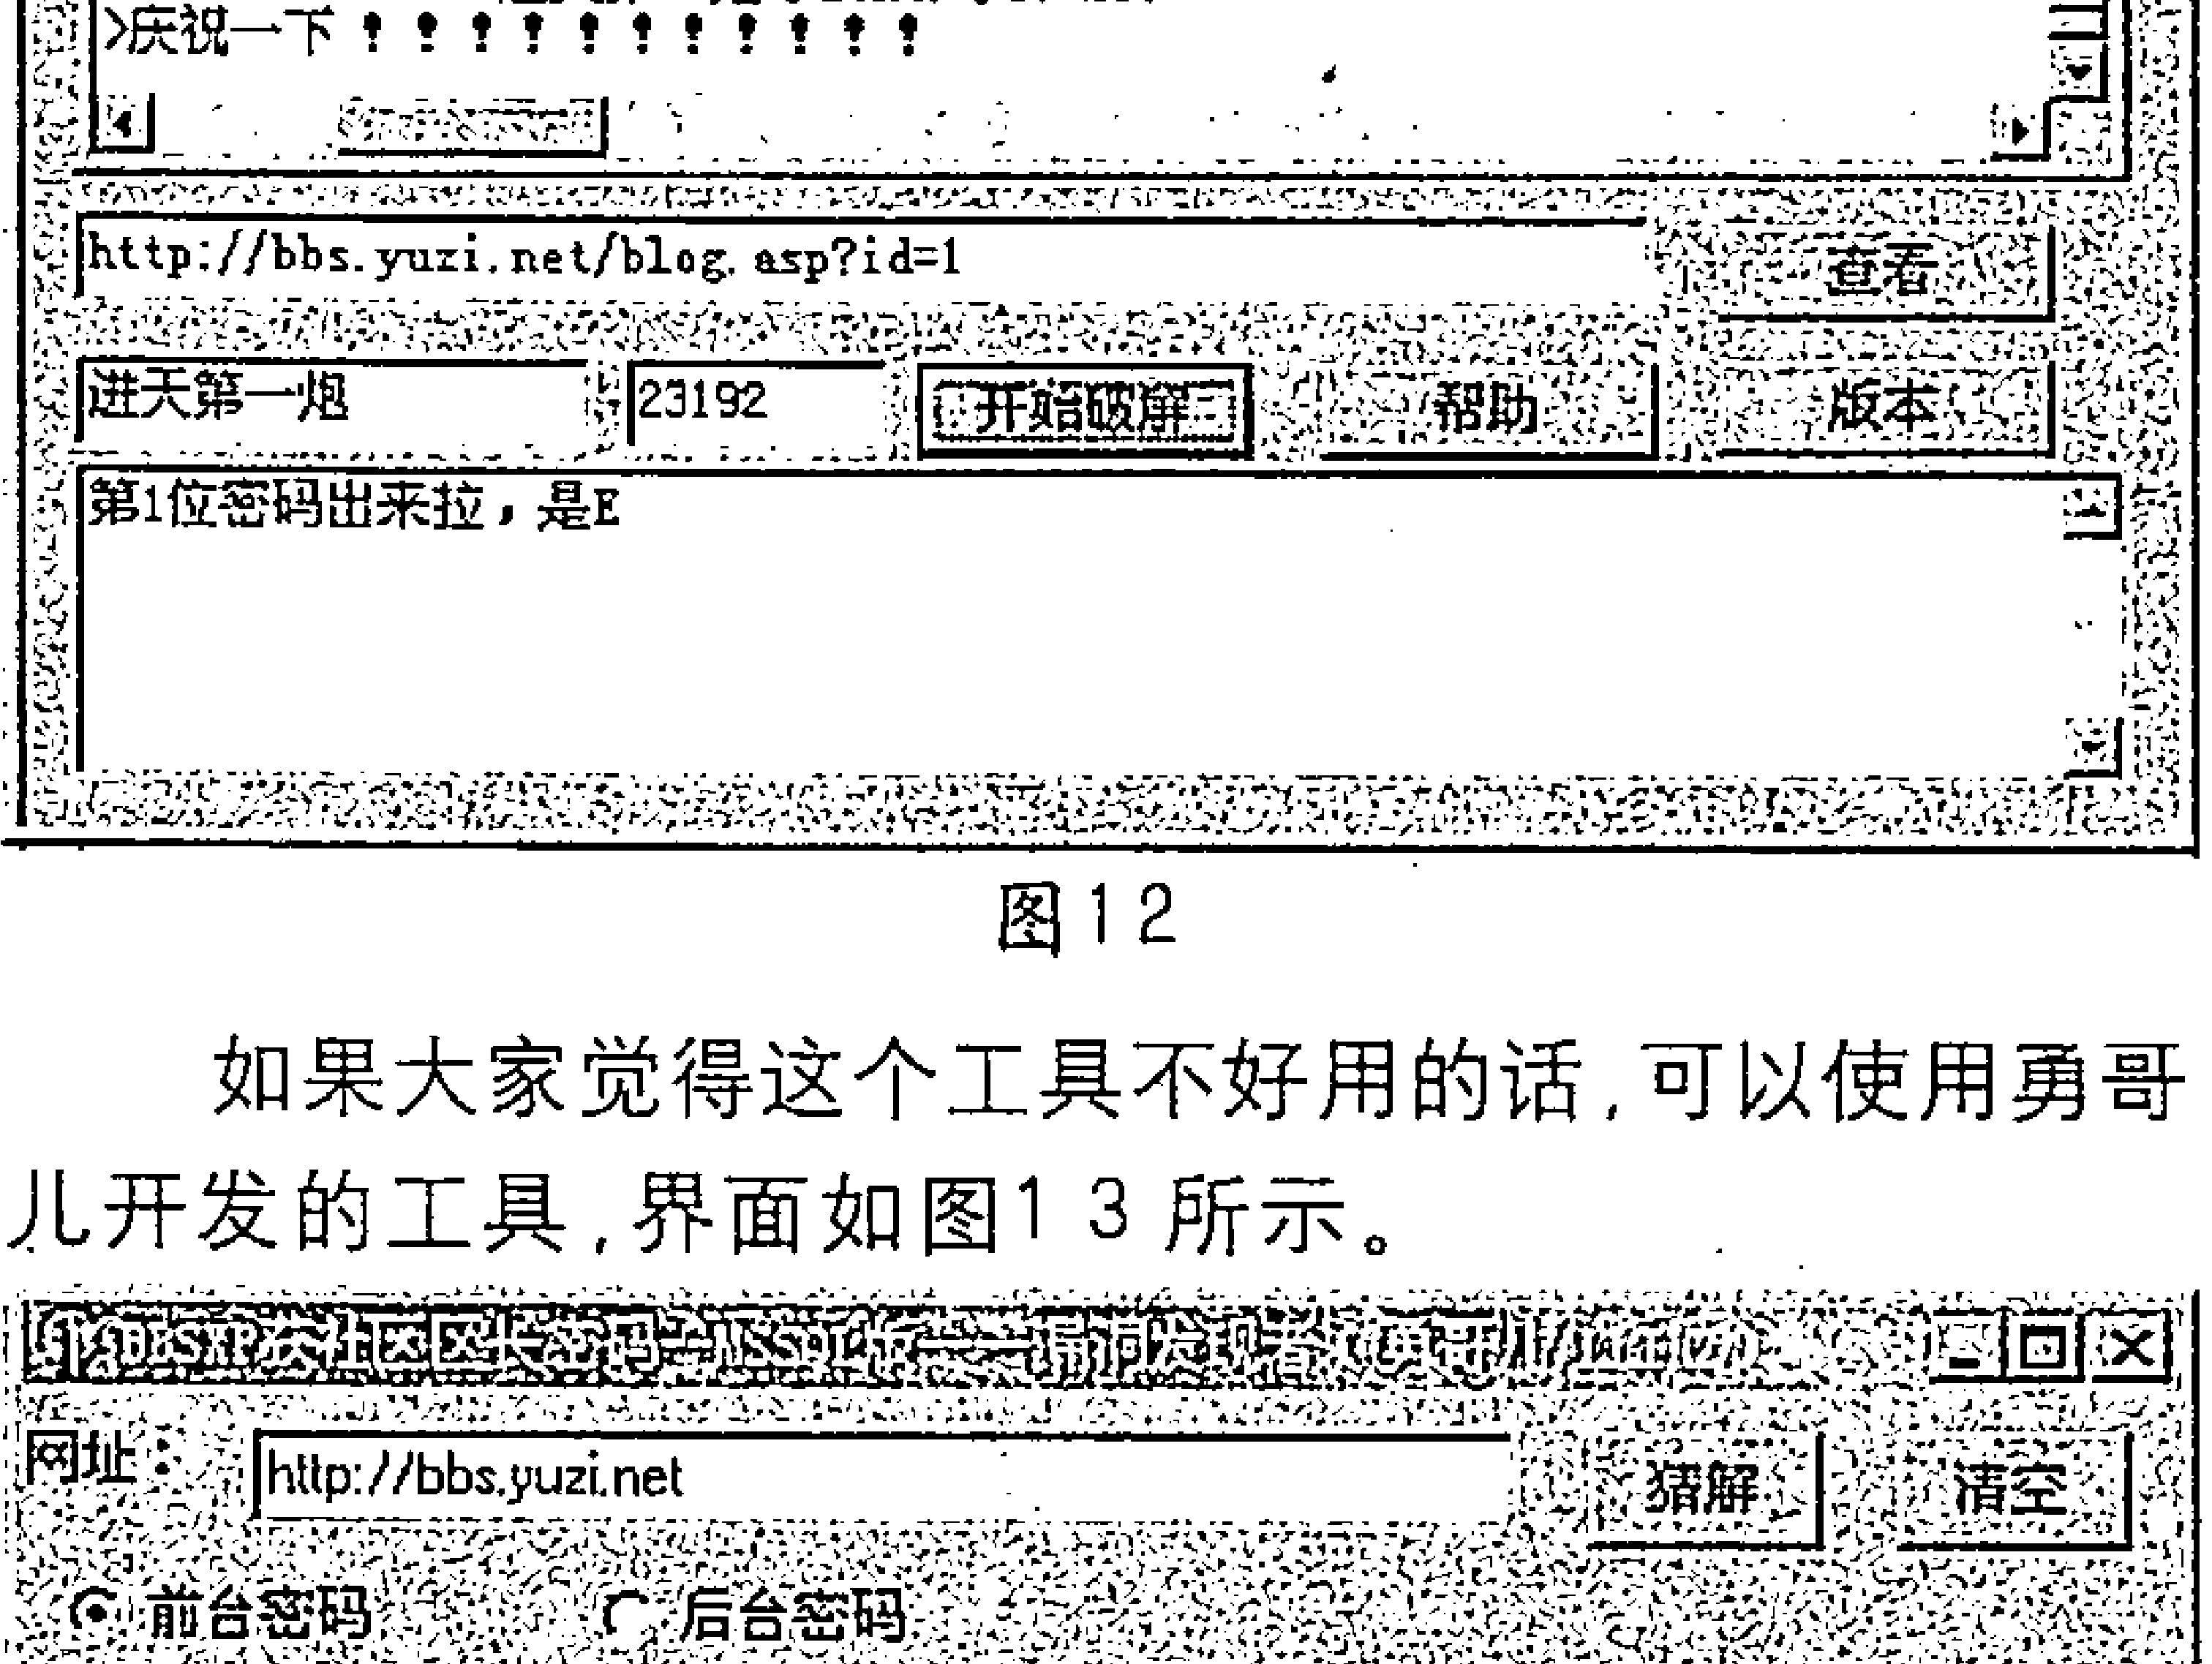 >庆祝一下！！！！！！！！！！！
http://bbs.yuzi.net/blog.asp?id=1
查看
进天第一炮
23192
开始破解
帮助
版本
第1位密码出来拉，是E
图12
如果大家觉得这个工具不好用的话,可以使用勇哥
儿开发的工具,界面如图13所示。
网址：
http://bbs.yuzi.net
猜解
清空
前台密码
后台密码